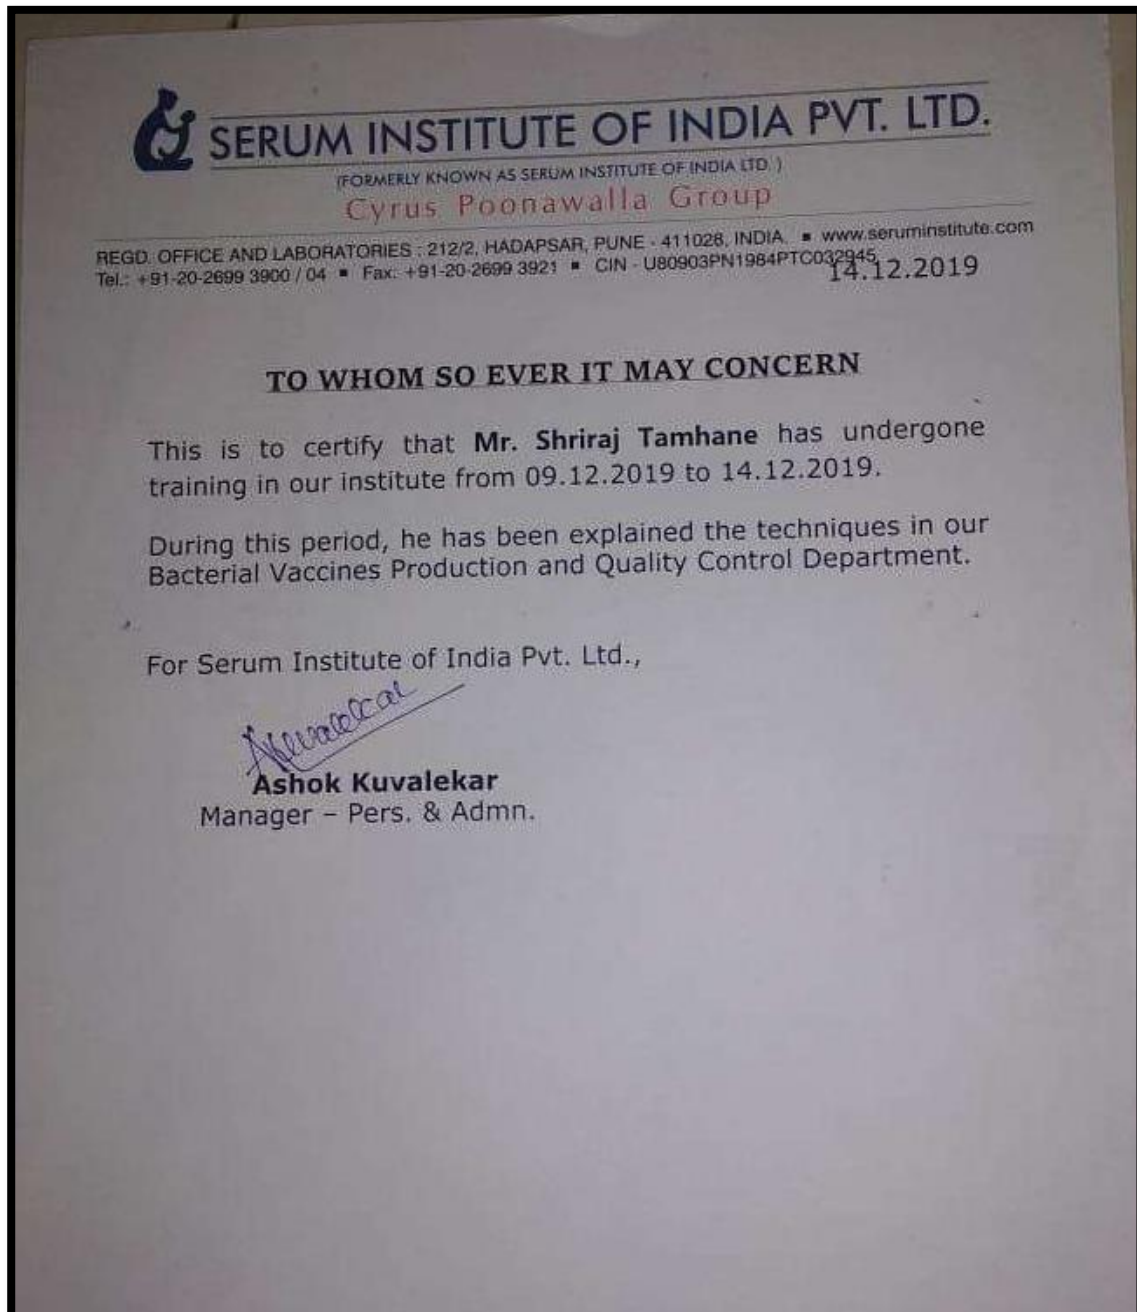 SERUM INSTITUTE OF INDIA PVT. LTD.
(FORMERLY KNOWN AS SERUM INSTITUTE OF INDIA LTD.)
Cyrus Poonawalla Group
REGD. OFFICE AND LABORATORIES : 212/2, HADAPSAR, PUNE - 411028, INDIA. ■ www.seruminstitute.com
Tel.: +91-20-2699 3900 / 04 ■ Fax: +91-20-2699 3921 ■ CIN - U80903PN1984PTC032945
14.12.2019
TO WHOM SO EVER IT MAY CONCERN
This is to certify that Mr. Shriraj Tamhane has undergone
training in our institute from 09.12.2019 to 14.12.2019.
During this period, he has been explained the techniques in our
Bacterial Vaccines Production and Quality Control Department.
For Serum Institute of India Pvt. Ltd.,
Ashok Kuvalekar
Manager – Pers. & Admn.